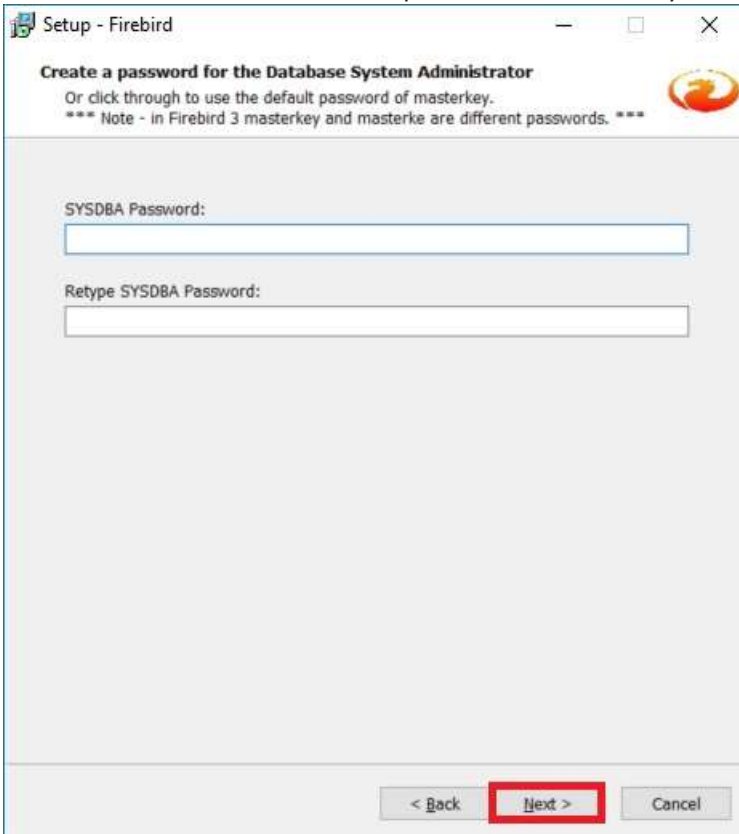 Setup - Firebird
Create a password for the Database System Administrator
Or click through to use the default password of masterkey.
*** Note - in Firebird 3 masterkey and masterke are different passwords. ***
SYSDBA Password:
Retype SYSDBA Password:
< Back Next > Cancel